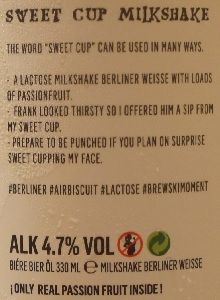 SWEET CUP MILKSHAKE
THE WORD "SWEET CUP" CAN BE USED IN MANY WAYS.
- A LACTOSE MILKSHAKE BERLINER WEISSE WITH LOADS
OF PASSIONFRUIT.
- FRANK LOOKED THIRSTY SO I OFFERED HIM A SIP FROM
MY SWEET CUP.
- PREPARE TO BE PUNCHED IF YOU PLAN ON SURPRISE
SWEET CUPPING MY FACE.
#BERLINER #AIRBISCUIT #LACTOSE #BREWSKIMOMENT
ALK 4.7% VOL
BIÉRE BIER ÖL 330 ML ℮ MILKSHAKE BERLINER WEISSE
¡ONLY REAL PASSION FRUIT INSIDE!